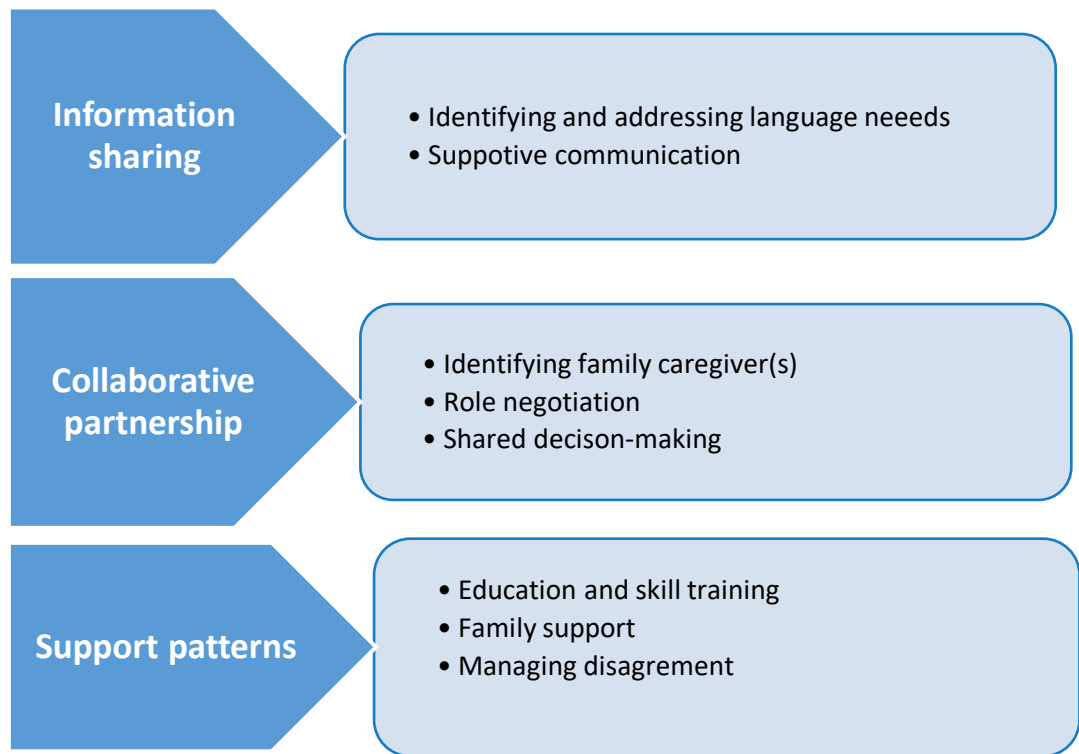 Information
sharing
• Identifying and addressing language neeeds
• Suppotive communication
Collaborative
partnership
• Identifying family caregiver(s)
• Role negotiation
• Shared decison-making
Support patterns
• Education and skill training
• Family support
• Managing disagrement